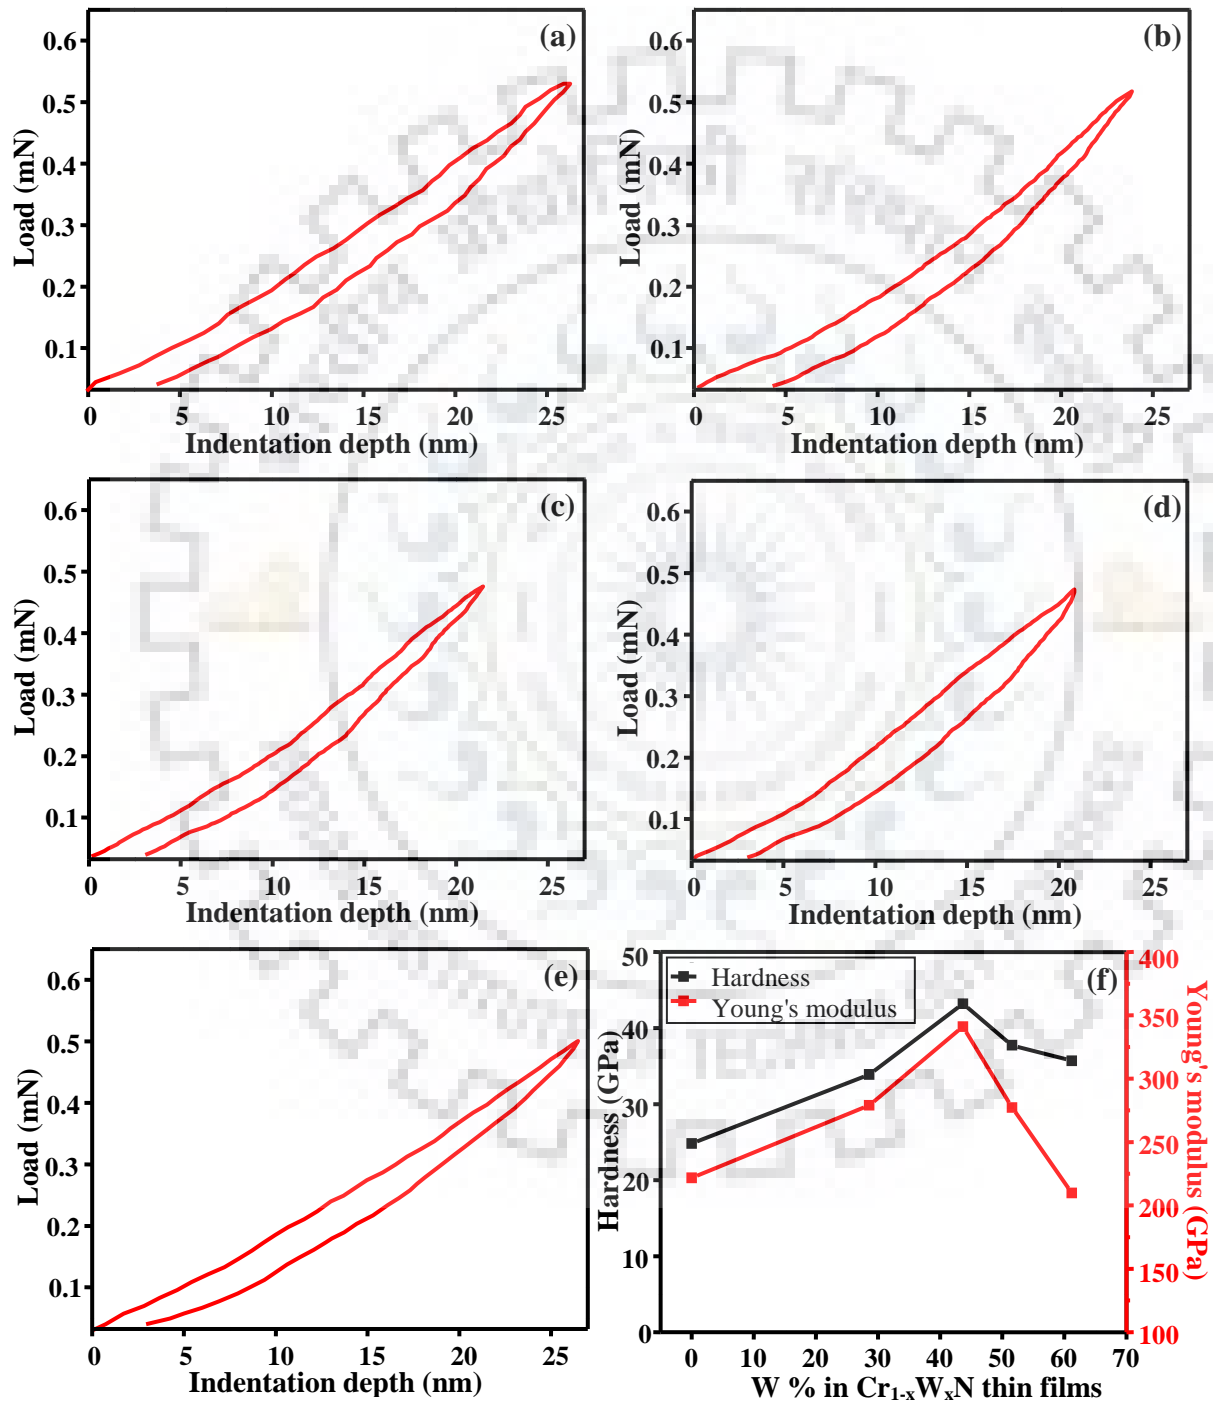 (a)
0.6
0.5
0.4
0.3
0.2
0.1
Load (mN)
0 5 10 15 20 25
Indentation depth (nm)
(b)
0.6
0.5
0.4
0.3
0.2
0.1
Load (mN)
0 5 10 15 20 25
Indentation depth (nm)
(c)
0.6
0.5
0.4
0.3
0.2
0.1
Load (mN)
0 5 10 15 20 25
Indentation depth (nm)
(d)
0.6
0.5
0.4
0.3
0.2
0.1
Load (mN)
0 5 10 15 20 25
Indentation depth (nm)
(e)
0.6
0.5
0.4
0.3
0.2
0.1
Load (mN)
0 5 10 15 20 25
Indentation depth (nm)
(f)
Hardness
Young's modulus
50
40
30
20
10
0
Hardness (GPa)
400
350
300
250
200
150
100
Young's modulus (GPa)
0 10 20 30 40 50 60 70
W % in Cr1-xWxN thin films